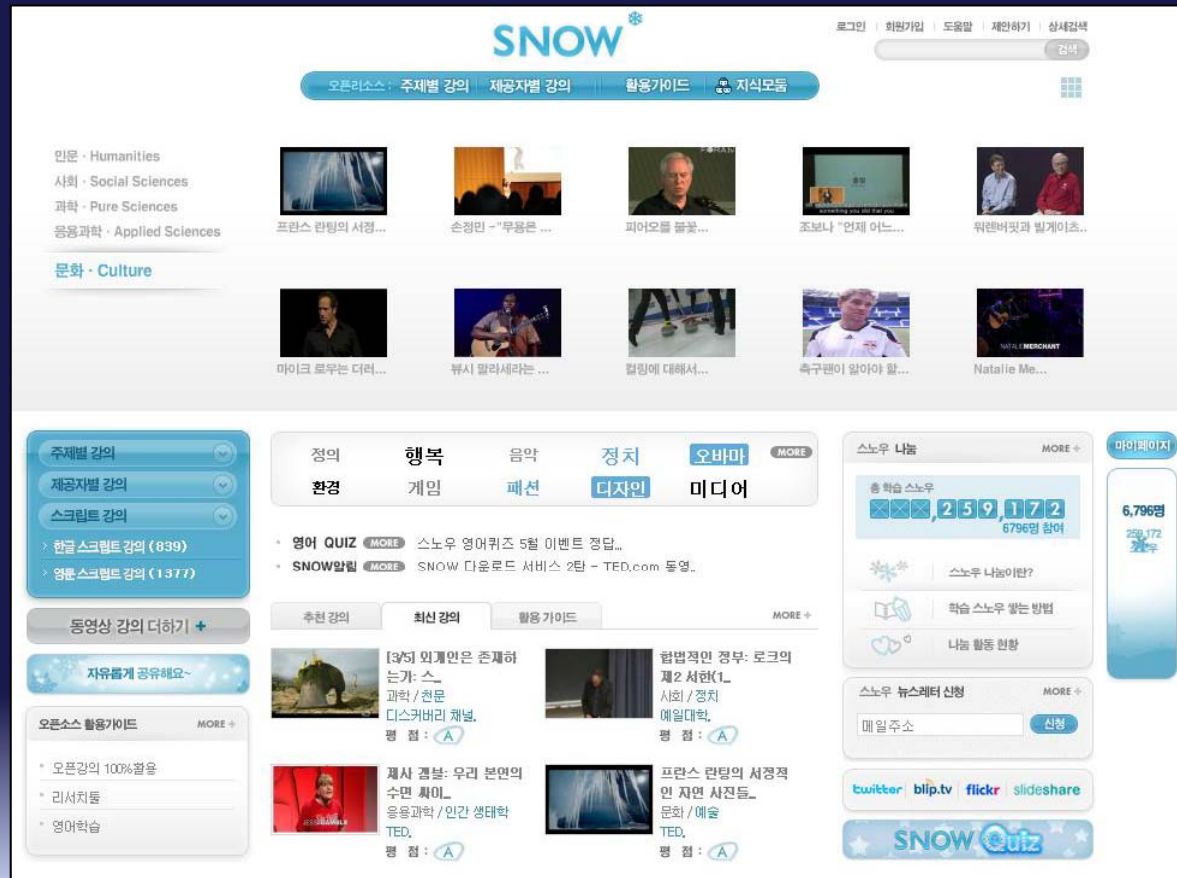 SNOW
로그인 회원가입 도움말 제안하기 상세검색
검색
오픈리소스 : 주제별 강의 제공자별 강의 활용가이드 지식모둠
인문 · Humanities
사회 · Social Sciences
과학 · Pure Sciences
응용과학 · Applied Sciences
문화 · Culture
something you did that you
프란스 란팅의 서정...
손정민 -"무용은 ...
피어오를 불꽃...
조보나 "언제 어느...
워렌버핏과 빌게이츠..
NATALIE MERCHANT
마이크 로우는 더러...
뷰시 말라세라는 ...
컬링에 대해서...
축구팬이 알아야 할...
Natalie Me...
주제별 강의
제공자별 강의
스크립트 강의
한글 스크립트 강의 (839)
영문 스크립트 강의 (1377)
동영상 강의 더하기 +
자유롭게 공유해요~
오픈소스 활용가이드 MORE +
오픈강의 100%활용
리서치툴
영어학습
정의 행복 음악 정치 오바마 MORE
환경 게임 패션 디자인 미디어
영어 QUIZ MORE 스노우 영어퀴즈 5월 이벤트 정답...
SNOW알림 MORE SNOW 다운로드 서비스 2탄 - TED.com 동영..
추천 강의 최신 강의 활용 가이드 MORE +
[3/5] 외계인은 존재하
는가: 스...
과학 / 천문
디스커버리 채널,
평 점 : A
합법적인 정부: 로크의
제2 서한(1...
사회 / 정치
예일대학,
평 점 : A
제사 갬블: 우리 본연의
수면 싸이...
응용과학 / 인간 생태학
TED,
평 점 : A
프란스 란팅의 서정적
인 자연 사진들...
문화 / 예술
TED,
평 점 : A
스노우 나눔 MORE +
총 학습 스노우
,259,172
6796명 참여
스노우 나눔이란?
학습 스노우 쌓는 방법
나눔 활동 현황
스노우 뉴스레터 신청 MORE +
메일주소 신청
twitter blip.tv flickr slideshare
SNOW Quiz
마이페이지
6,796명
259,172